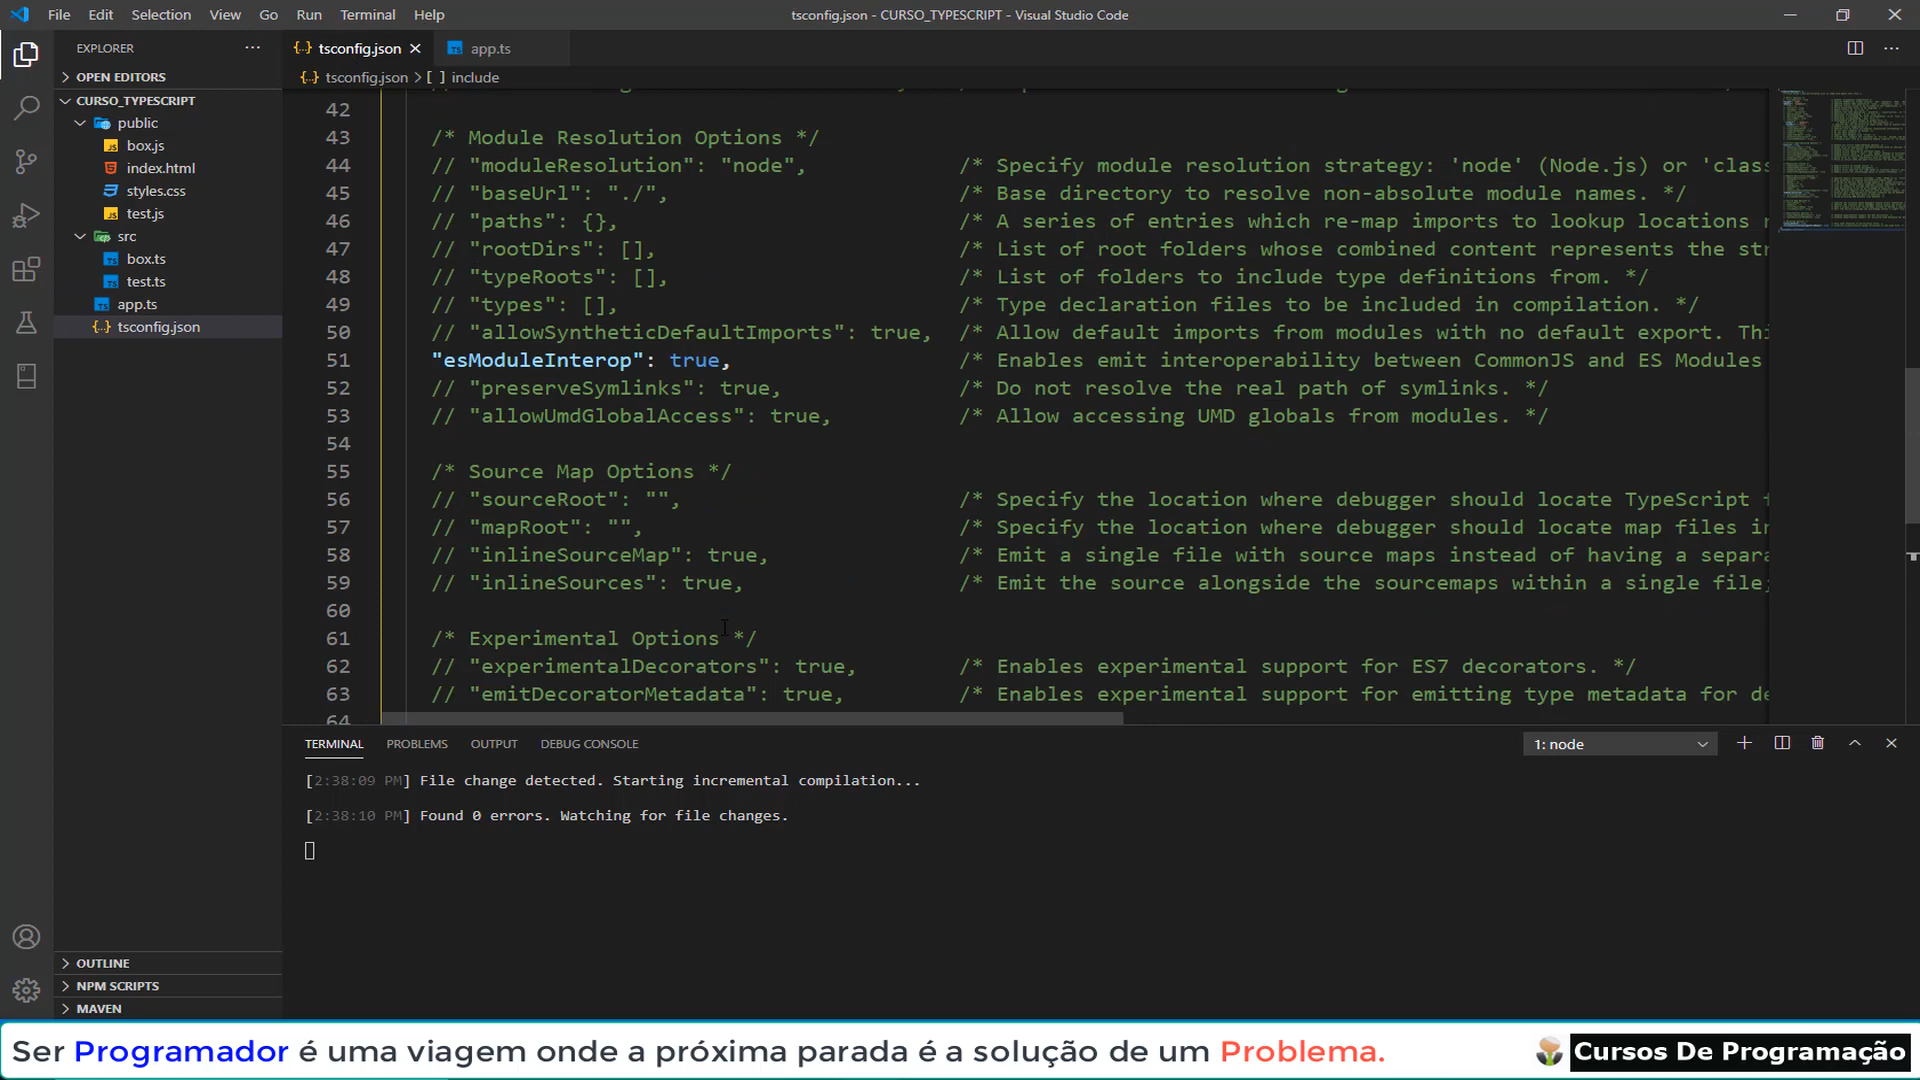 File Edit Selection View Go Run Terminal Help
tsconfig.json - CURSO_TYPESCRIPT - Visual Studio Code
EXPLORER
OPEN EDITORS
CURSO_TYPESCRIPT
public
box.js
index.html
styles.css
test.js
src
box.ts
test.ts
app.ts
tsconfig.json
OUTLINE
NPM SCRIPTS
MAVEN
tsconfig.json app.ts
tsconfig.json > [ ] include
42
43 /* Module Resolution Options */
44 // "moduleResolution": "node", /* Specify module resolution strategy: 'node' (Node.js) or 'clas
45 // "baseUrl": "./", /* Base directory to resolve non-absolute module names. */
46 // "paths": {}, /* A series of entries which re-map imports to lookup locations
47 // "rootDirs": [], /* List of root folders whose combined content represents the st
48 // "typeRoots": [], /* List of folders to include type definitions from. */
49 // "types": [], /* Type declaration files to be included in compilation. */
50 // "allowSyntheticDefaultImports": true, /* Allow default imports from modules with no default export. Thi
51 "esModuleInterop": true, /* Enables emit interoperability between CommonJS and ES Modules
52 // "preserveSymlinks": true, /* Do not resolve the real path of symlinks. */
53 // "allowUmdGlobalAccess": true, /* Allow accessing UMD globals from modules. */
54
55 /* Source Map Options */
56 // "sourceRoot": "", /* Specify the location where debugger should locate TypeScript
57 // "mapRoot": "", /* Specify the location where debugger should locate map files in
58 // "inlineSourceMap": true, /* Emit a single file with source maps instead of having a separa
59 // "inlineSources": true, /* Emit the source alongside the sourcemaps within a single file;
60
61 /* Experimental Options */
62 // "experimentalDecorators": true, /* Enables experimental support for ES7 decorators. */
63 // "emitDecoratorMetadata": true, /* Enables experimental support for emitting type metadata for de
64
TERMINAL PROBLEMS OUTPUT DEBUG CONSOLE 1: node
[2:38:09 PM] File change detected. Starting incremental compilation...
[2:38:10 PM] Found 0 errors. Watching for file changes.
Ser Programador é uma viagem onde a próxima parada é a solução de um Problema.
Cursos De Programação